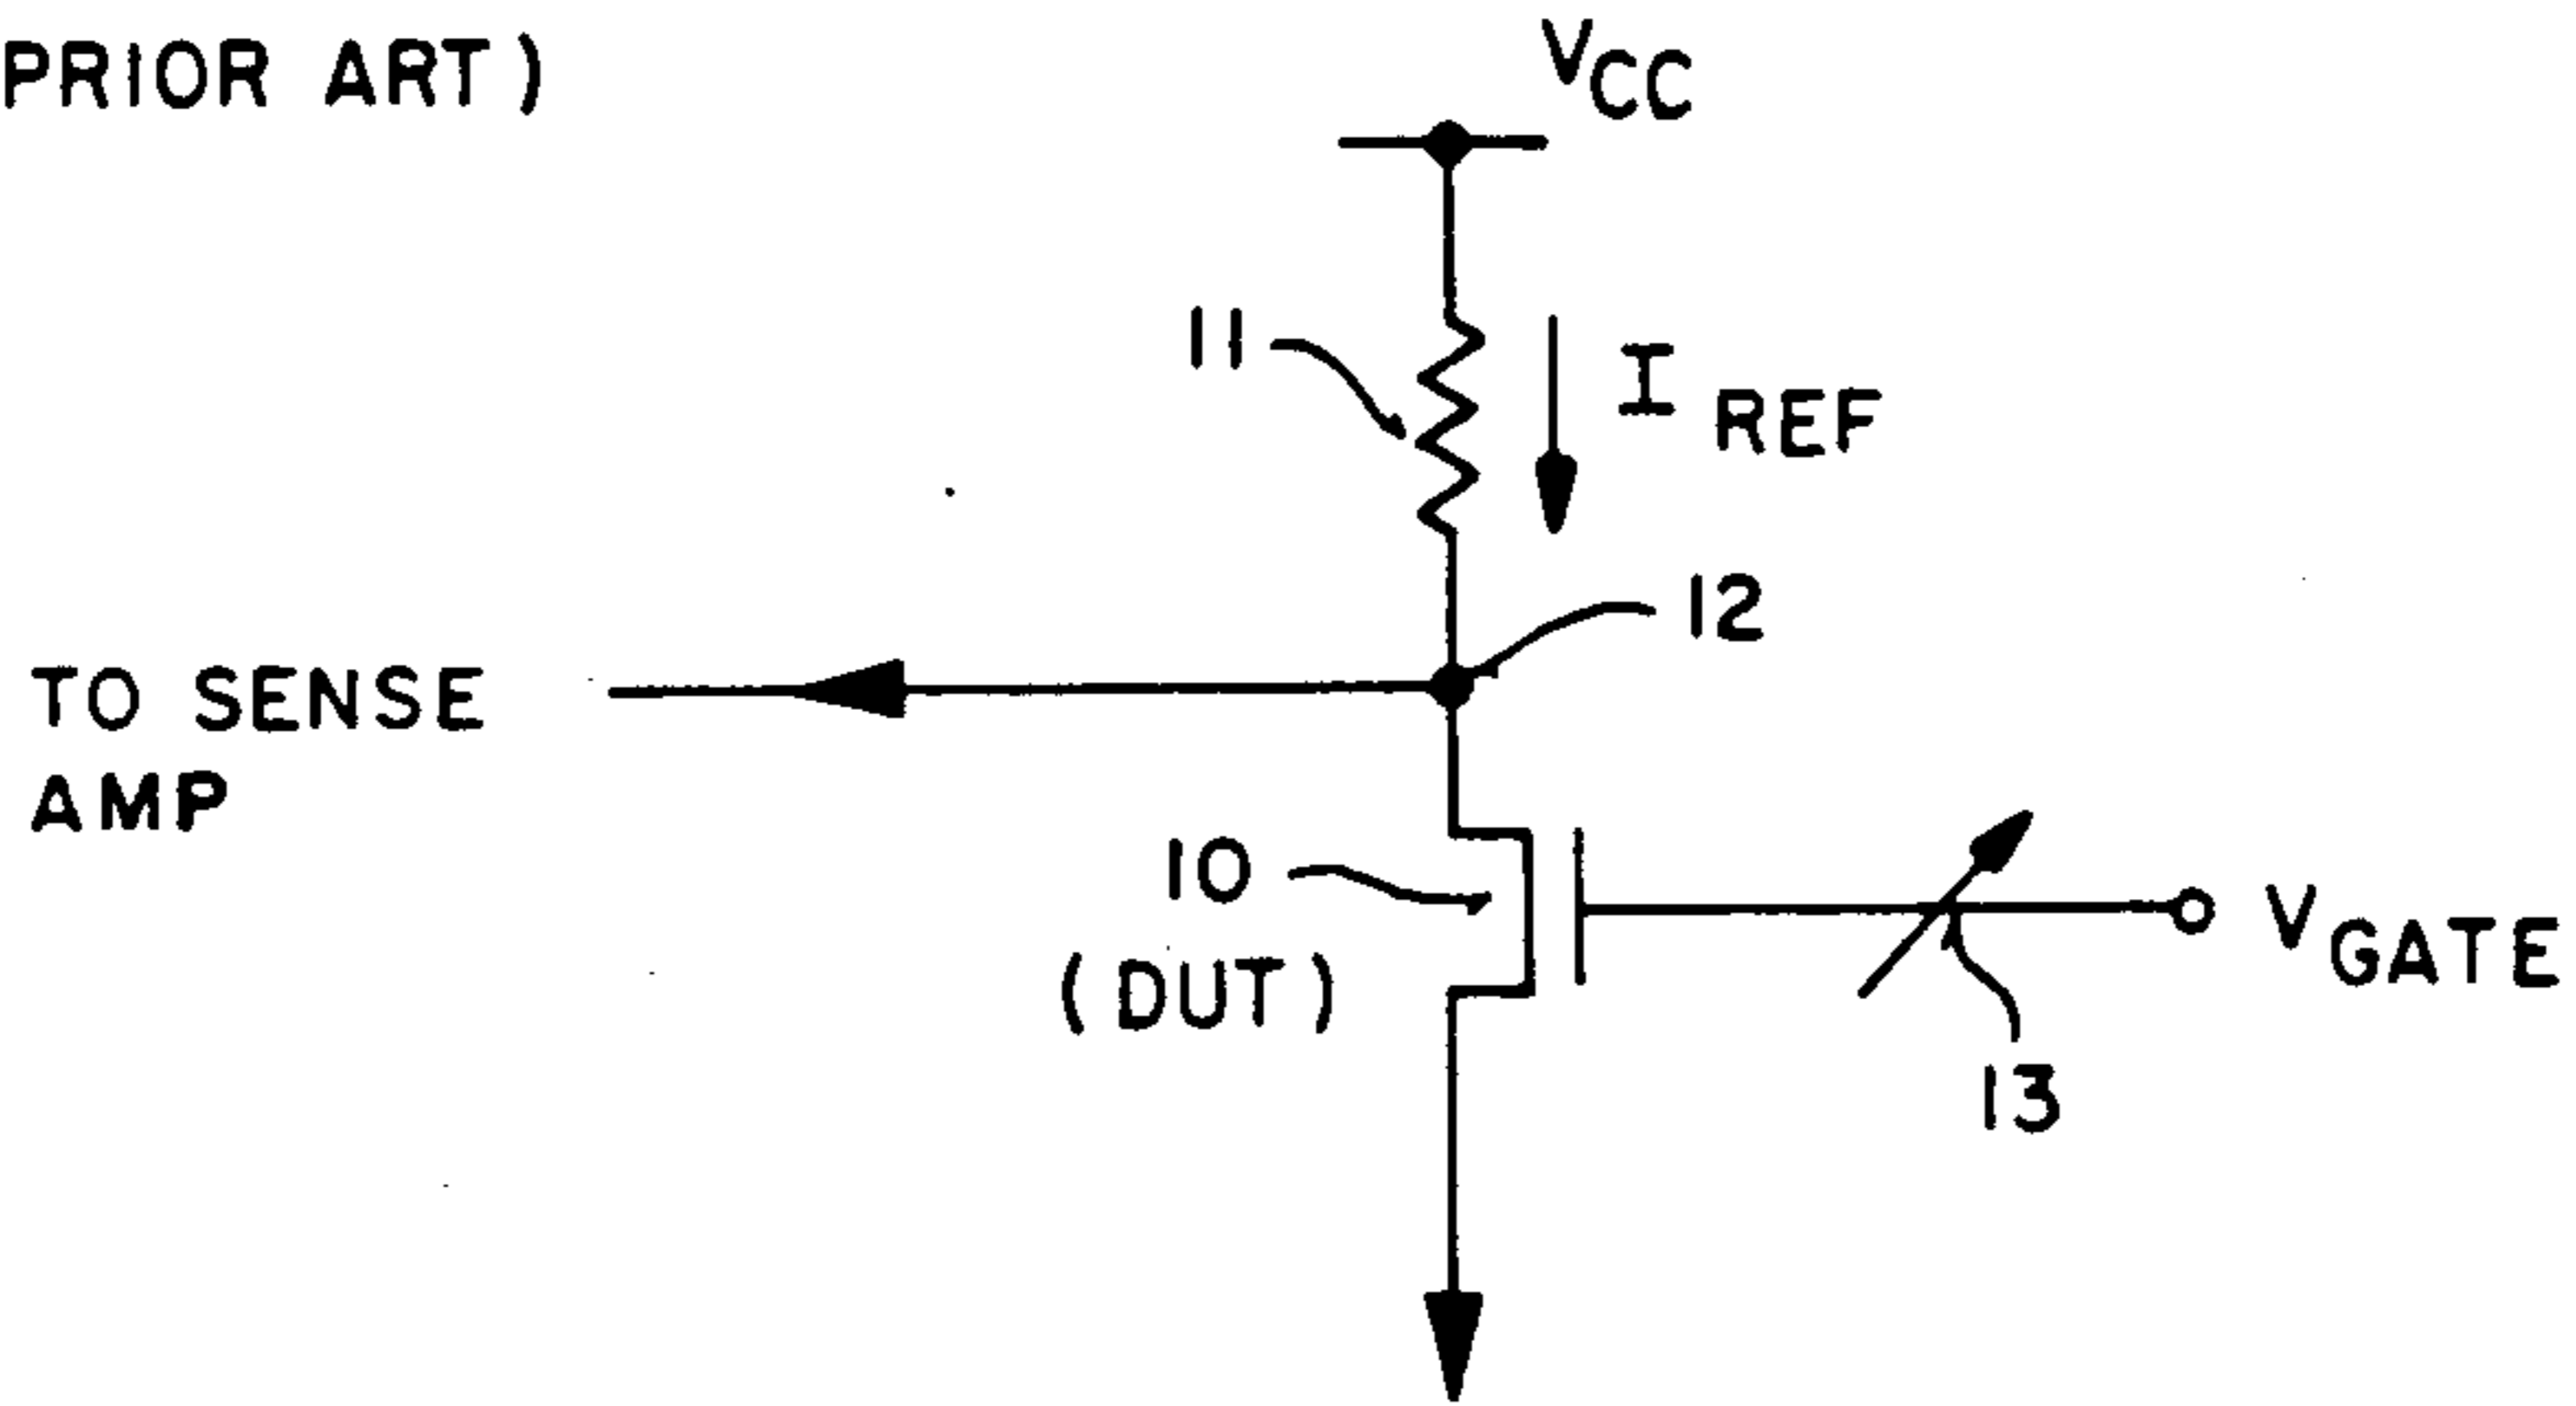 PRIOR ART)
VCC
11
IREF
12
TO SENSE
AMP
10
(DUT)
VGATE
13